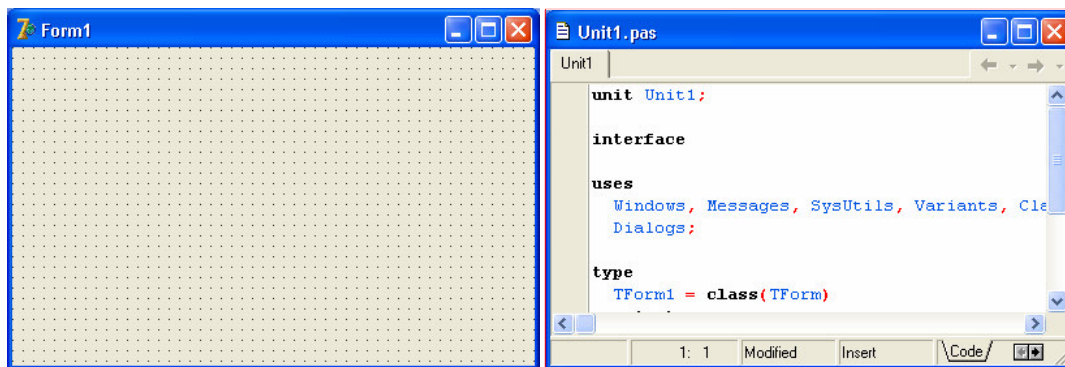 Form1
Unit1.pas
Unit1
unit Unit1;
interface
uses
Windows, Messages, SysUtils, Variants, Cla
Dialogs;
type
TForm1 = class(TForm)
1: 1 Modified Insert \Code/